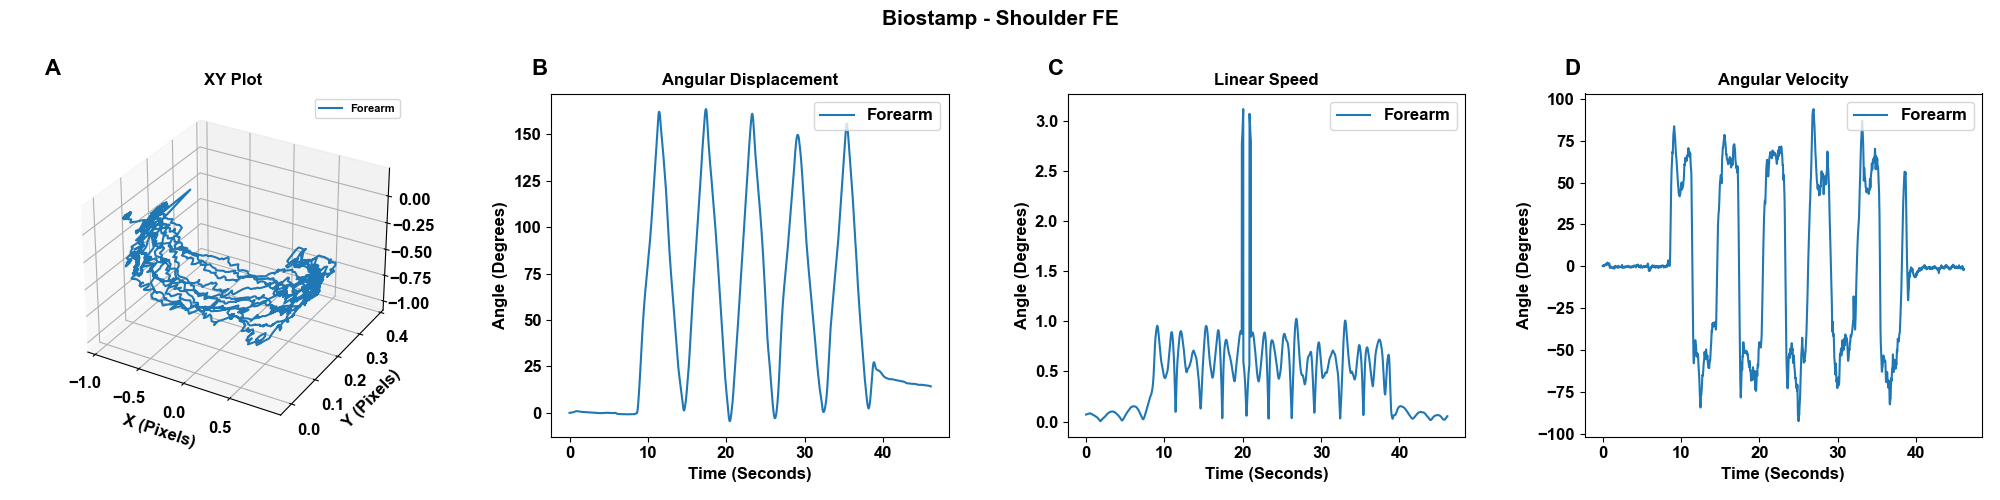 Biostamp - Shoulder FE
A
XY Plot
Forearm
0.00
−0.25
−0.50
−0.75
−1.00
−1.0
−0.5
0.0
0.5
X (Pixels)
0.0
0.1
0.2
0.3
0.4
Y (Pixels)
B
Angular Displacement
Forearm
150
125
100
75
50
25
0
Angle (Degrees)
0 10 20 30 40
Time (Seconds)
C
Linear Speed
Forearm
3.0
2.5
2.0
1.5
1.0
0.5
0.0
Angle (Degrees)
0 10 20 30 40
Time (Seconds)
D
Angular Velocity
Forearm
100
75
50
25
0
−25
−50
−75
−100
Angle (Degrees)
0 10 20 30 40
Time (Seconds)